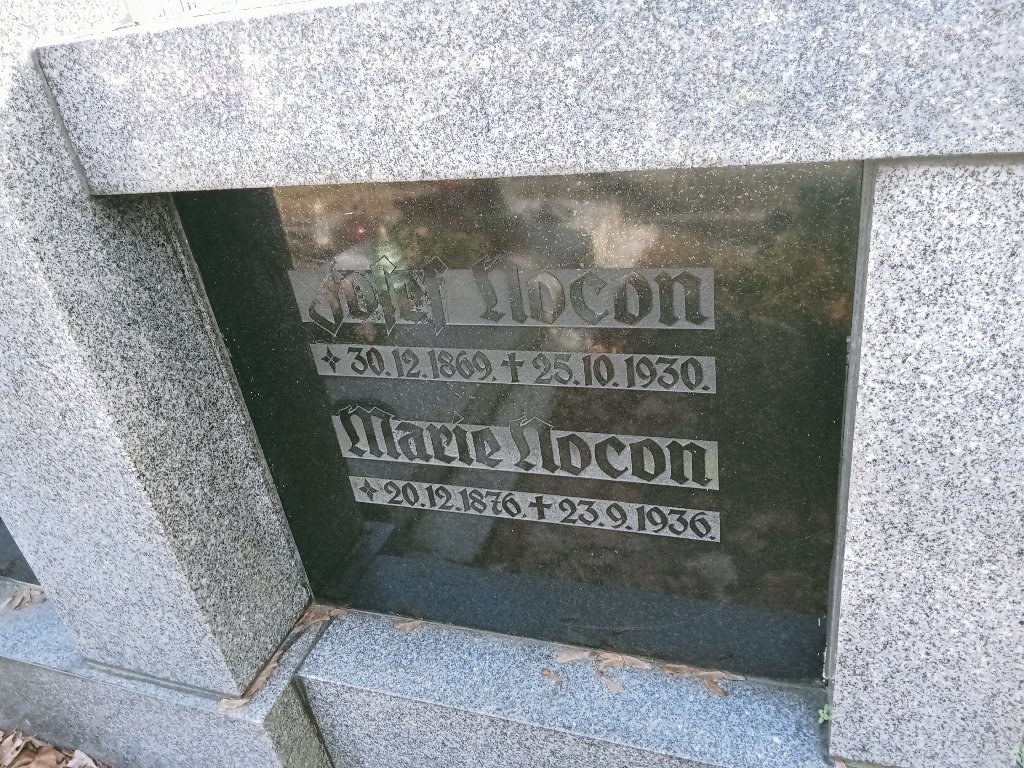 Josef Nocon
✦ 30.12.1869. ✝ 25.10.1930.
Marie Nocon
✦ 20.12.1876. ✝ 23.9.1936.